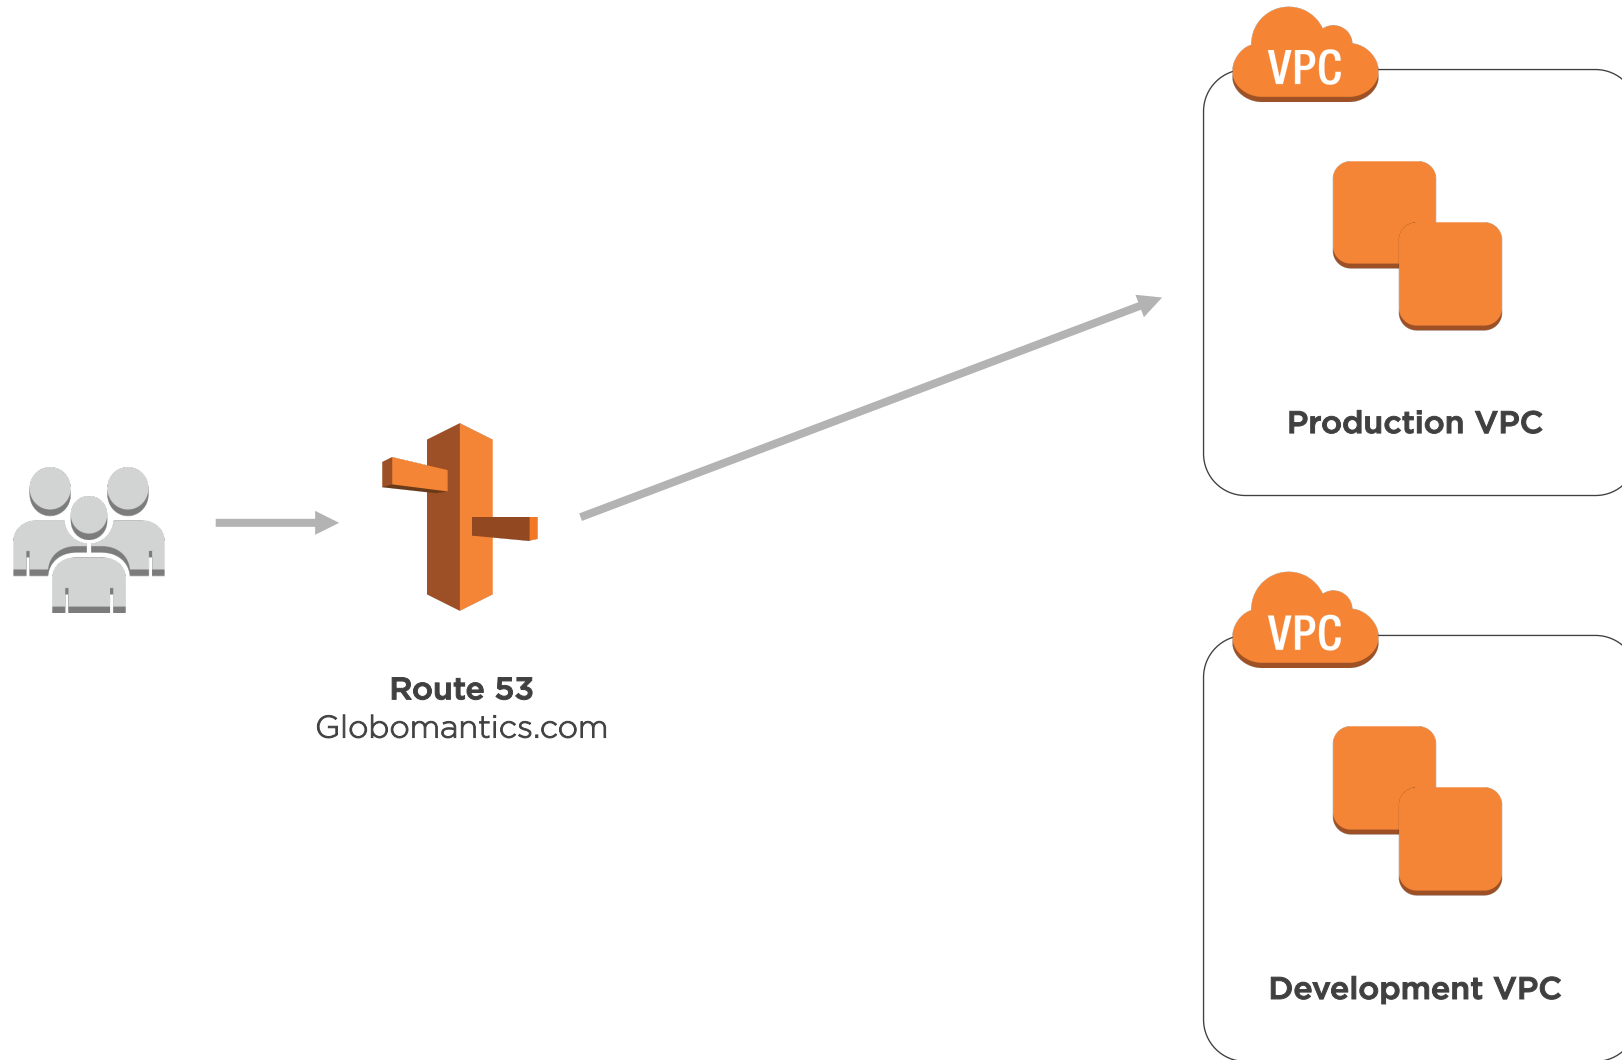 VPC
Production VPC
Route 53
Globomantics.com
VPC
Development VPC